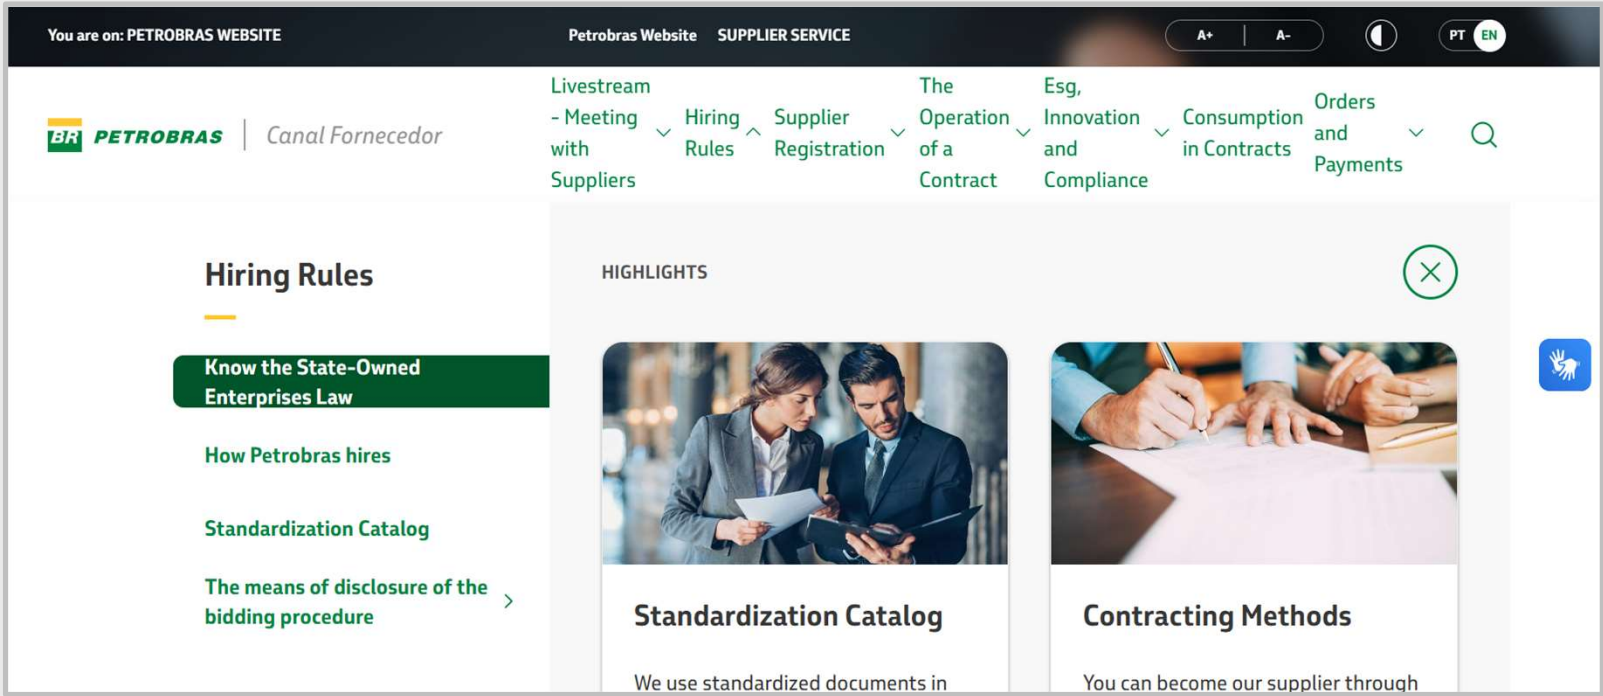 You are on: PETROBRAS WEBSITE
Petrobras Website SUPPLIER SERVICE
A+ | A-
PT EN
BR PETROBRAS | Canal Fornecedor
Livestream
- Meeting
with
Suppliers
Hiring
Rules
Supplier
Registration
The
Operation
of a
Contract
Esg,
Innovation
and
Compliance
Consumption
in Contracts
Orders
and
Payments
Hiring Rules
Know the State-Owned
Enterprises Law
How Petrobras hires
Standardization Catalog
The means of disclosure of the
bidding procedure
HIGHLIGHTS
Standardization Catalog
We use standardized documents in
Contracting Methods
You can become our supplier through